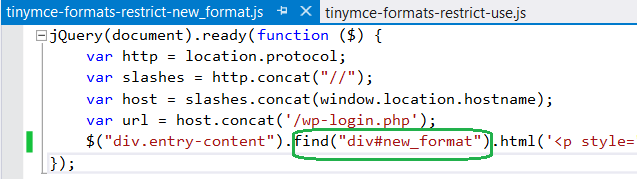 tinymce-formats-restrict-new_format.js tinymce-formats-restrict-use.js
jQuery(document).ready(function ($) {
var http = location.protocol;
var slashes = http.concat("//");
var host = slashes.concat(window.location.hostname);
var url = host.concat('/wp-login.php');
$("div.entry-content").find("div#new_format").html('<p style=
});